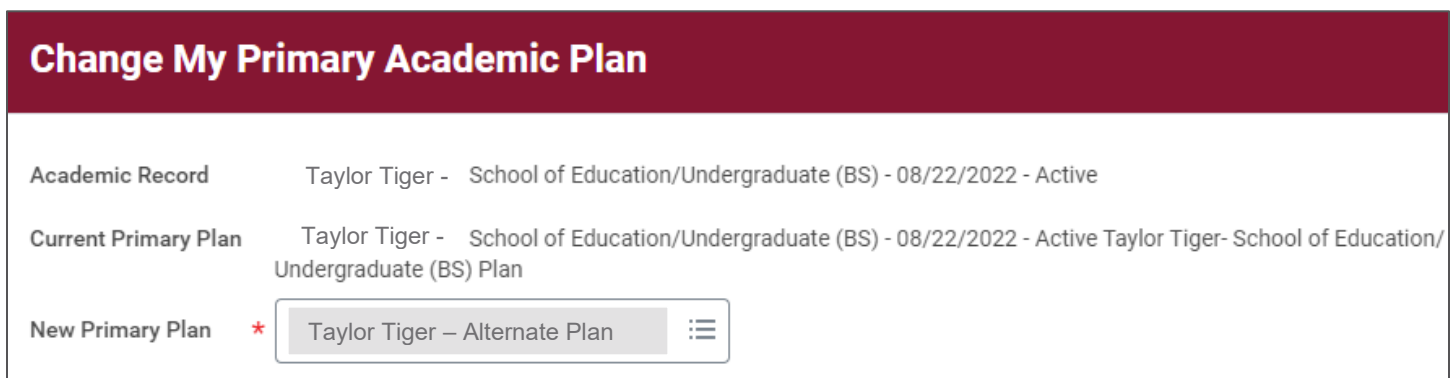 Change My Primary Academic Plan
Academic Record Taylor Tiger - School of Education/Undergraduate (BS) - 08/22/2022 - Active
Current Primary Plan Taylor Tiger - School of Education/Undergraduate (BS) - 08/22/2022 - Active Taylor Tiger- School of Education/
Undergraduate (BS) Plan
New Primary Plan * Taylor Tiger – Alternate Plan